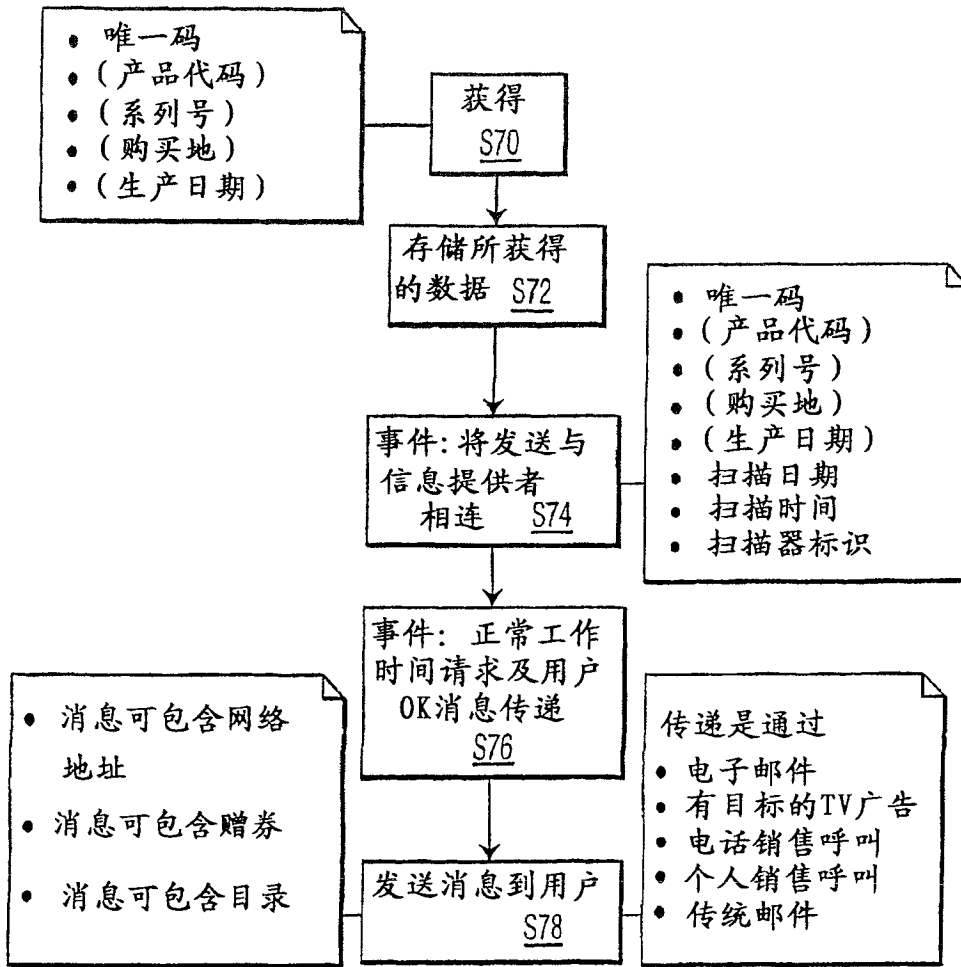 • 唯一码
• (产品代码)
• (系列号)
• (购买地)
• (生产日期)
获得
S70
存储所获得
的数据 S72
• 唯一码
• (产品代码)
• (系列号)
• (购买地)
• (生产日期)
• 扫描日期
• 扫描时间
• 扫描器标识
事件:将发送与
信息提供者
相连 S74
事件: 正常工作
时间请求及用户
OK消息传递
S76
• 消息可包含网络
地址
• 消息可包含赠券
• 消息可包含目录
发送消息到用户
S78
传递是通过
• 电子邮件
• 有目标的TV广告
• 电话销售呼叫
• 个人销售呼叫
• 传统邮件